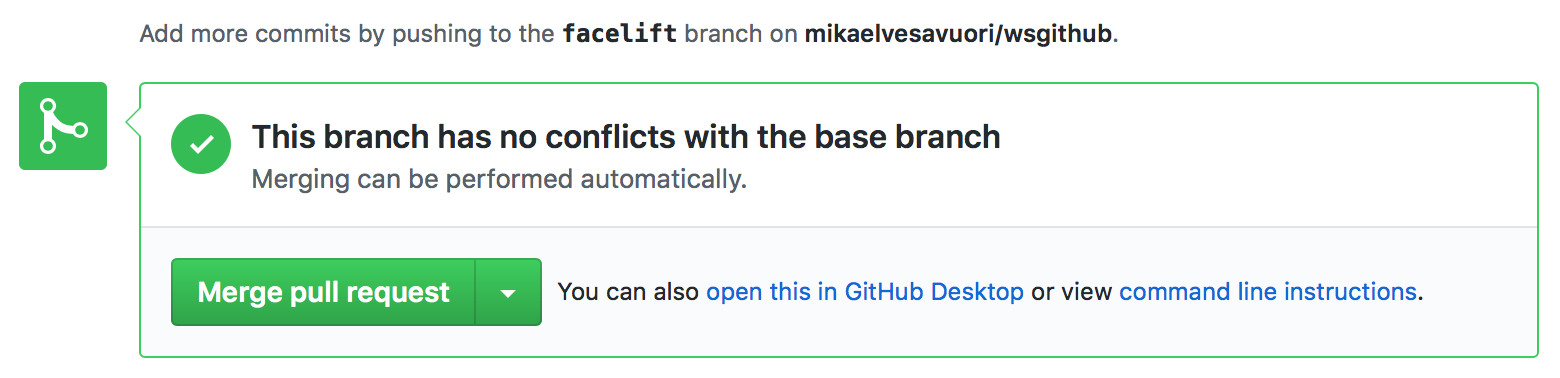 Add more commits by pushing to the facelift branch on mikaelvesavuori/wsgithub.
This branch has no conflicts with the base branch
Merging can be performed automatically.
Merge pull request You can also open this in GitHub Desktop or view command line instructions.